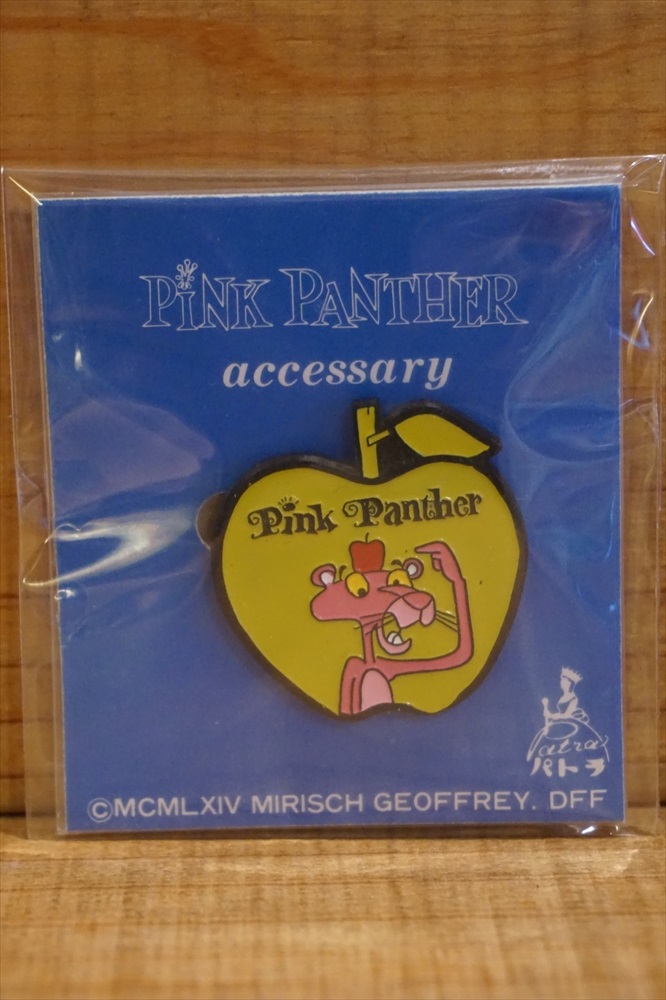 PINK PANTHER
accessary
Pink Panther
Patra
パトラ
©MCMLXIV MIRISCH GEOFFREY. DFF